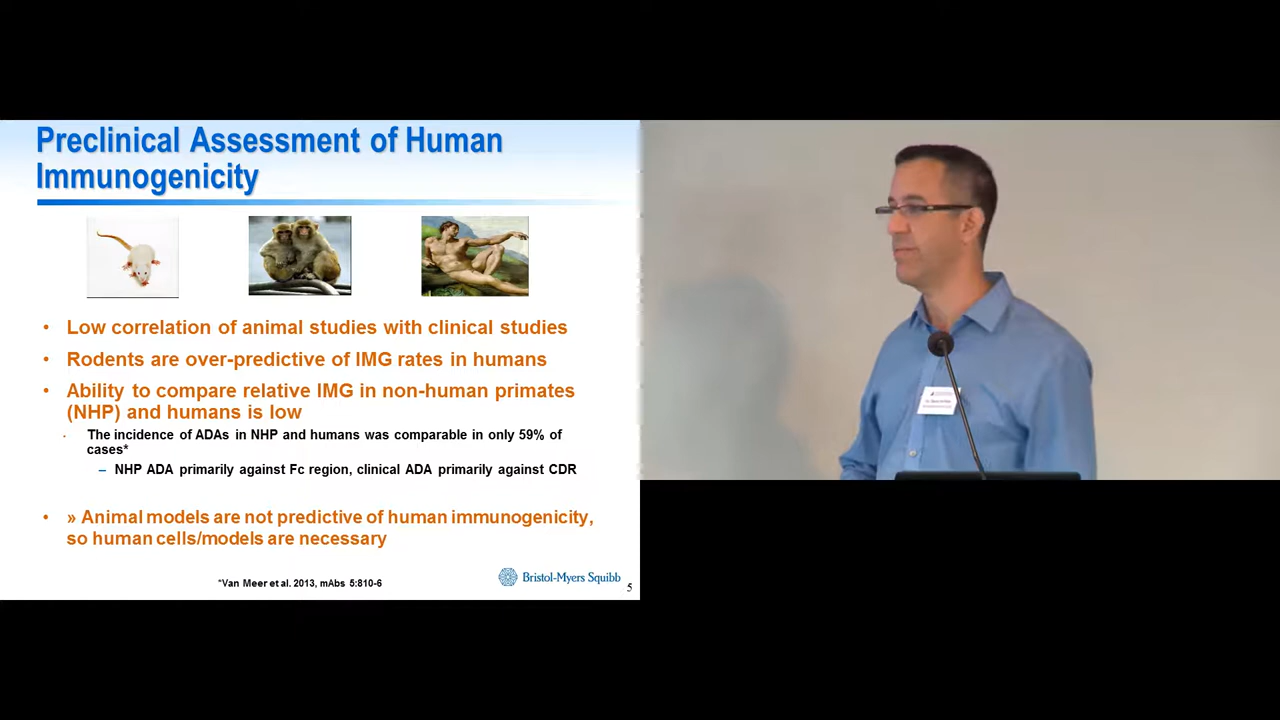 Preclinical Assessment of Human
Immunogenicity
• Low correlation of animal studies with clinical studies
• Rodents are over-predictive of IMG rates in humans
• Ability to compare relative IMG in non-human primates
(NHP) and humans is low
• The incidence of ADAs in NHP and humans was comparable in only 59% of
cases*
– NHP ADA primarily against Fc region, clinical ADA primarily against CDR
• » Animal models are not predictive of human immunogenicity,
so human cells/models are necessary
*Van Meer et al. 2013, mAbs 5:810-6
Bristol-Myers Squibb
5